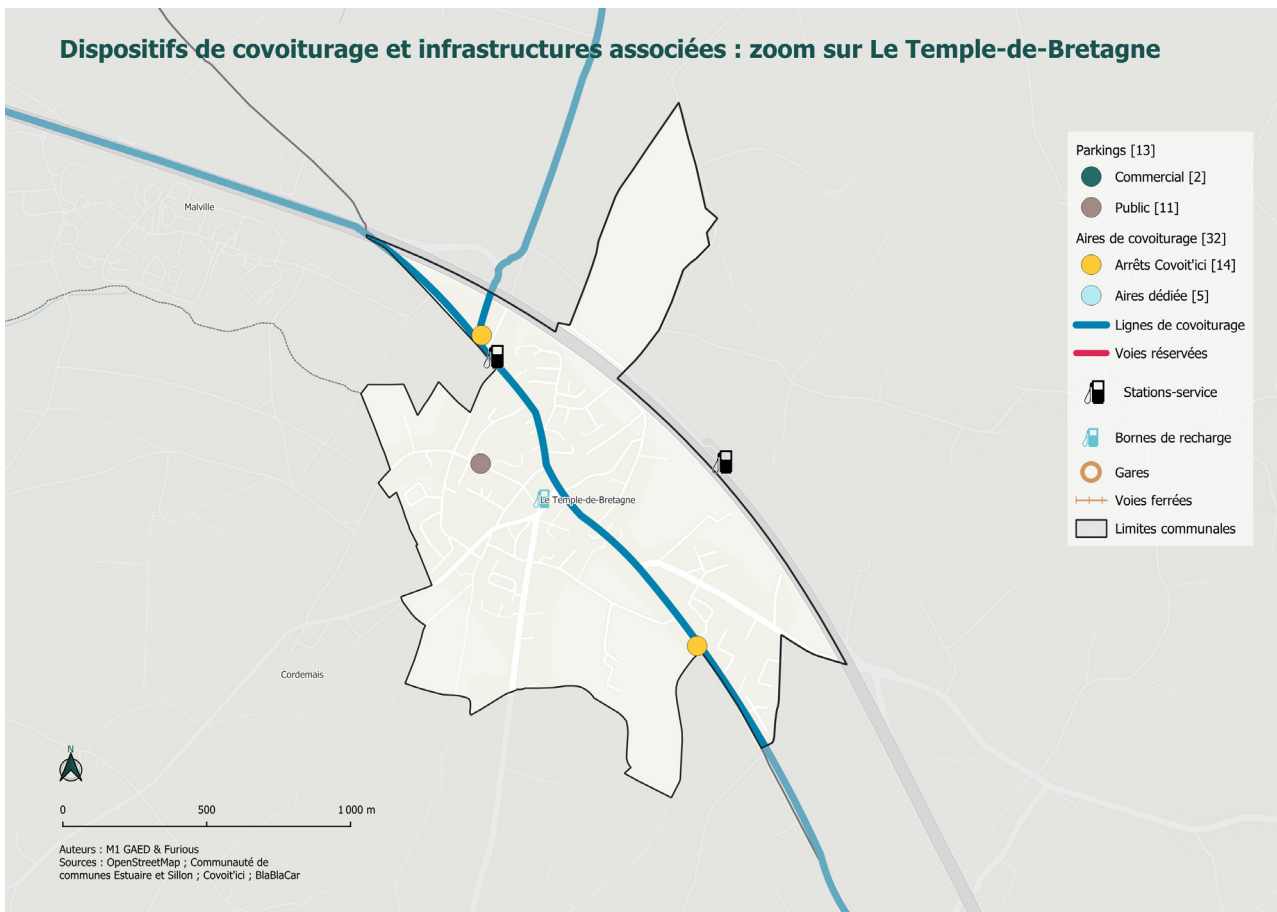 Dispositifs de covoiturage et infrastructures associées : zoom sur Le Temple-de-Bretagne
Parkings [13]
Commercial [2]
Public [11]
Aires de covoiturage [32]
Arrêts Covoit'ici [14]
Aires dédiée [5]
Lignes de covoiturage
Voies réservées
Stations-service
Bornes de recharge
Gares
Voies ferrées
Limites communales
Malville
Le Temple-de-Bretagne
Cordemais
N
0 500 1 000 m
Auteurs : M1 GAED & Furious
Sources : OpenStreetMap ; Communauté de
communes Estuaire et Sillon ; Covoit'ici ; BlaBlaCar